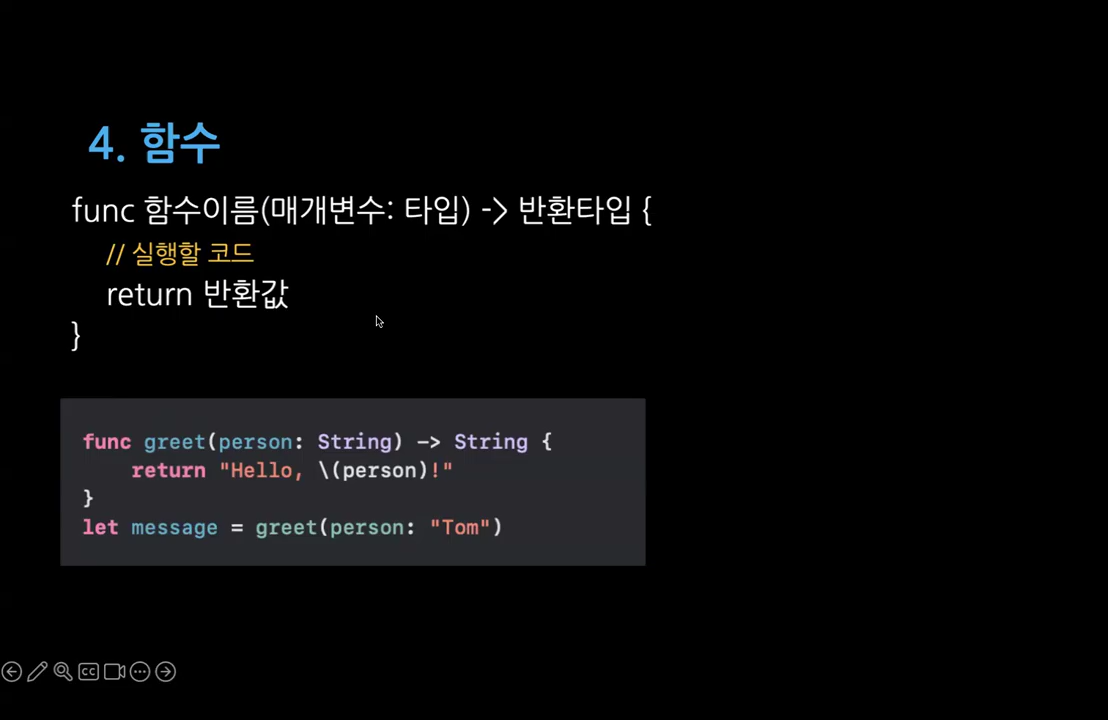 4. 함수
func 함수이름(매개변수: 타입) -> 반환타입 {
// 실행할 코드
return 반환값
}
func greet(person: String) -> String {
return "Hello, \(person)!"
}
let message = greet(person: "Tom")
CC